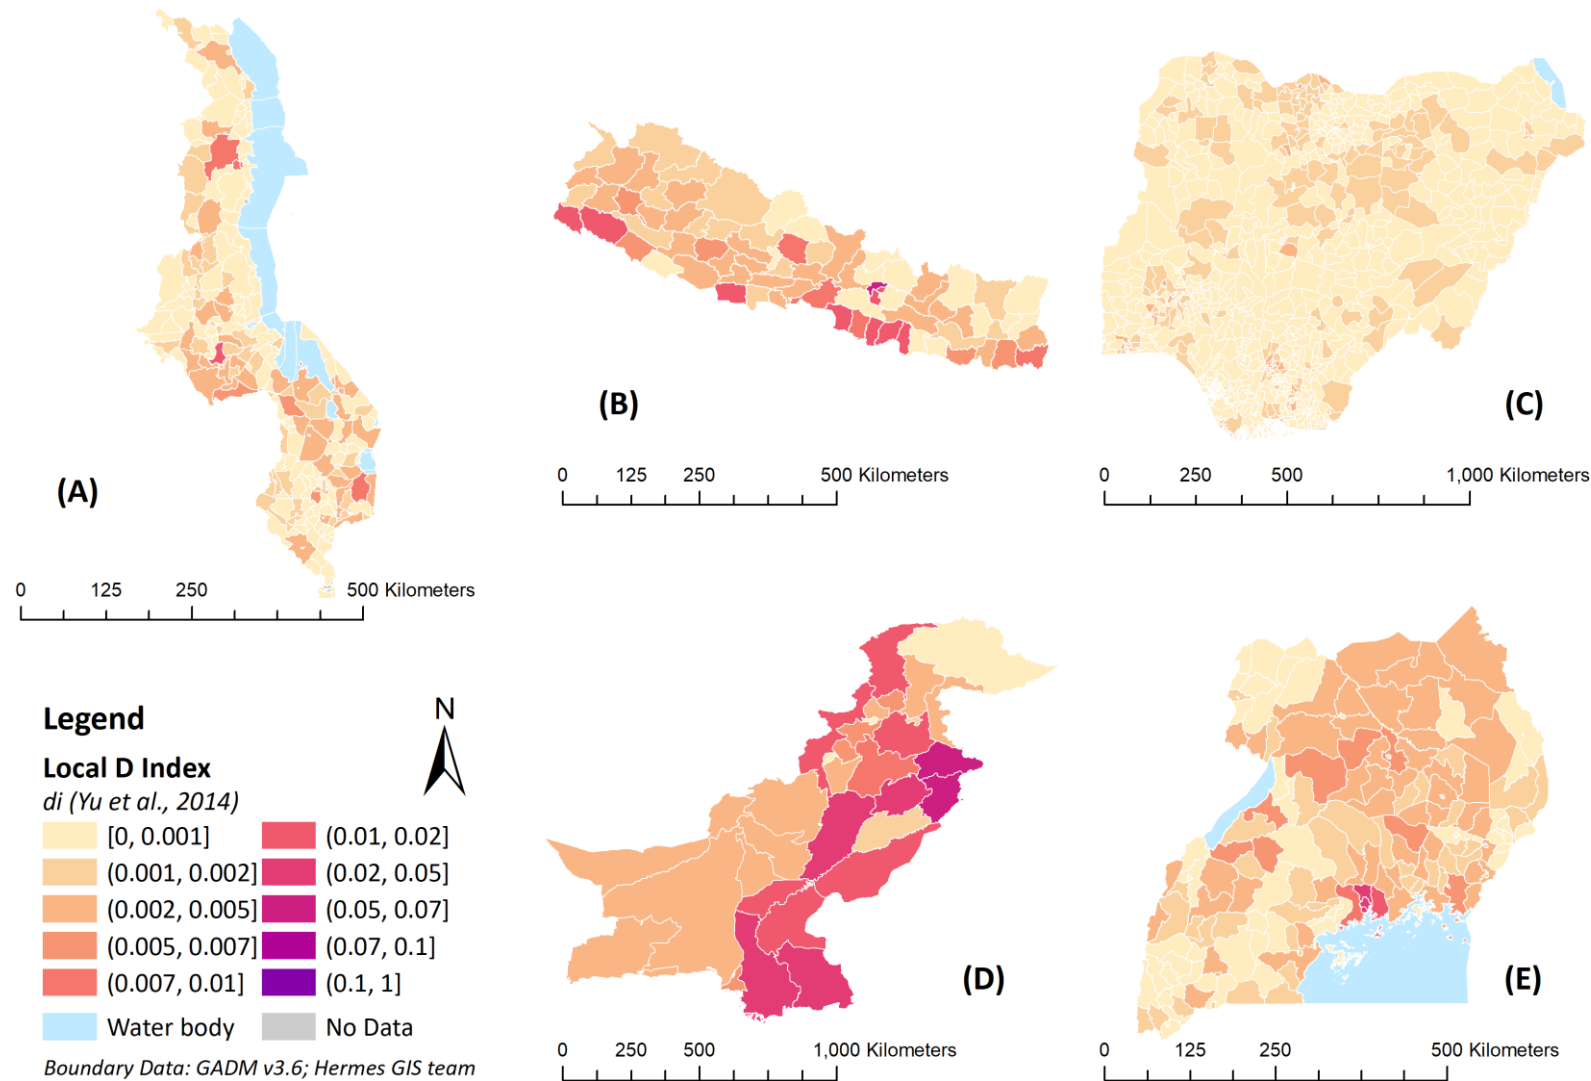 (A)
0 125 250 500 Kilometers
(B)
0 125 250 500 Kilometers
(C)
0 250 500 1,000 Kilometers
Legend
N
Local D Index
di (Yu et al., 2014)
[0, 0.001] (0.01, 0.02]
(0.001, 0.002] (0.02, 0.05]
(0.002, 0.005] (0.05, 0.07]
(0.005, 0.007] (0.07, 0.1]
(0.007, 0.01] (0.1, 1]
Water body No Data
Boundary Data: GADM v3.6; Hermes GIS team
(D)
0 250 500 1,000 Kilometers
(E)
0 125 250 500 Kilometers